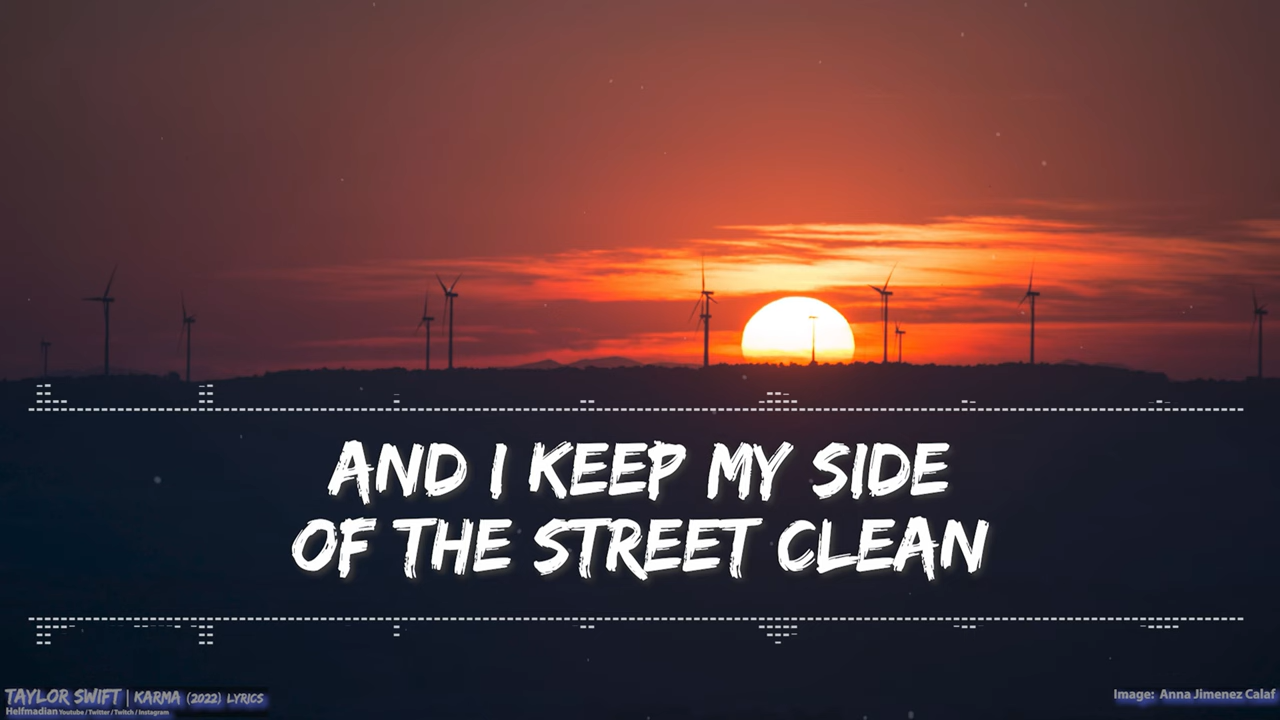 AND I KEEP MY SIDE
OF THE STREET CLEAN
TAYLOR SWIFT | KARMA (2022) LYRICS
Helfmadian Youtube / Twitter / Twitch / Instagram
Image: Anna Jimenez Calaf